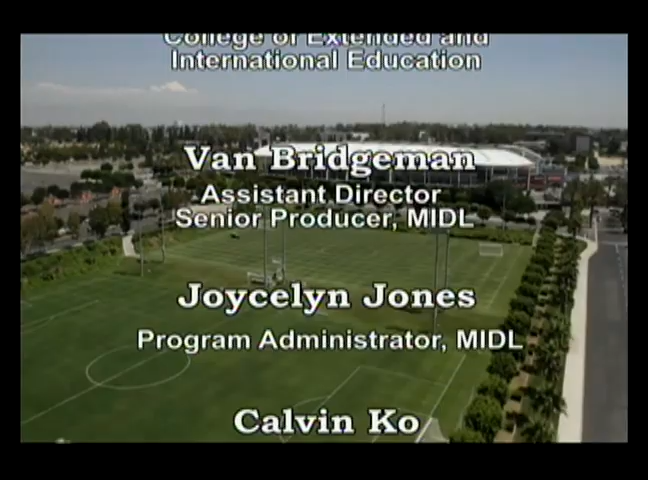 College of Extended and
International Education
Van Bridgeman
Assistant Director
Senior Producer, MIDL
Joycelyn Jones
Program Administrator, MIDL
Calvin Ko